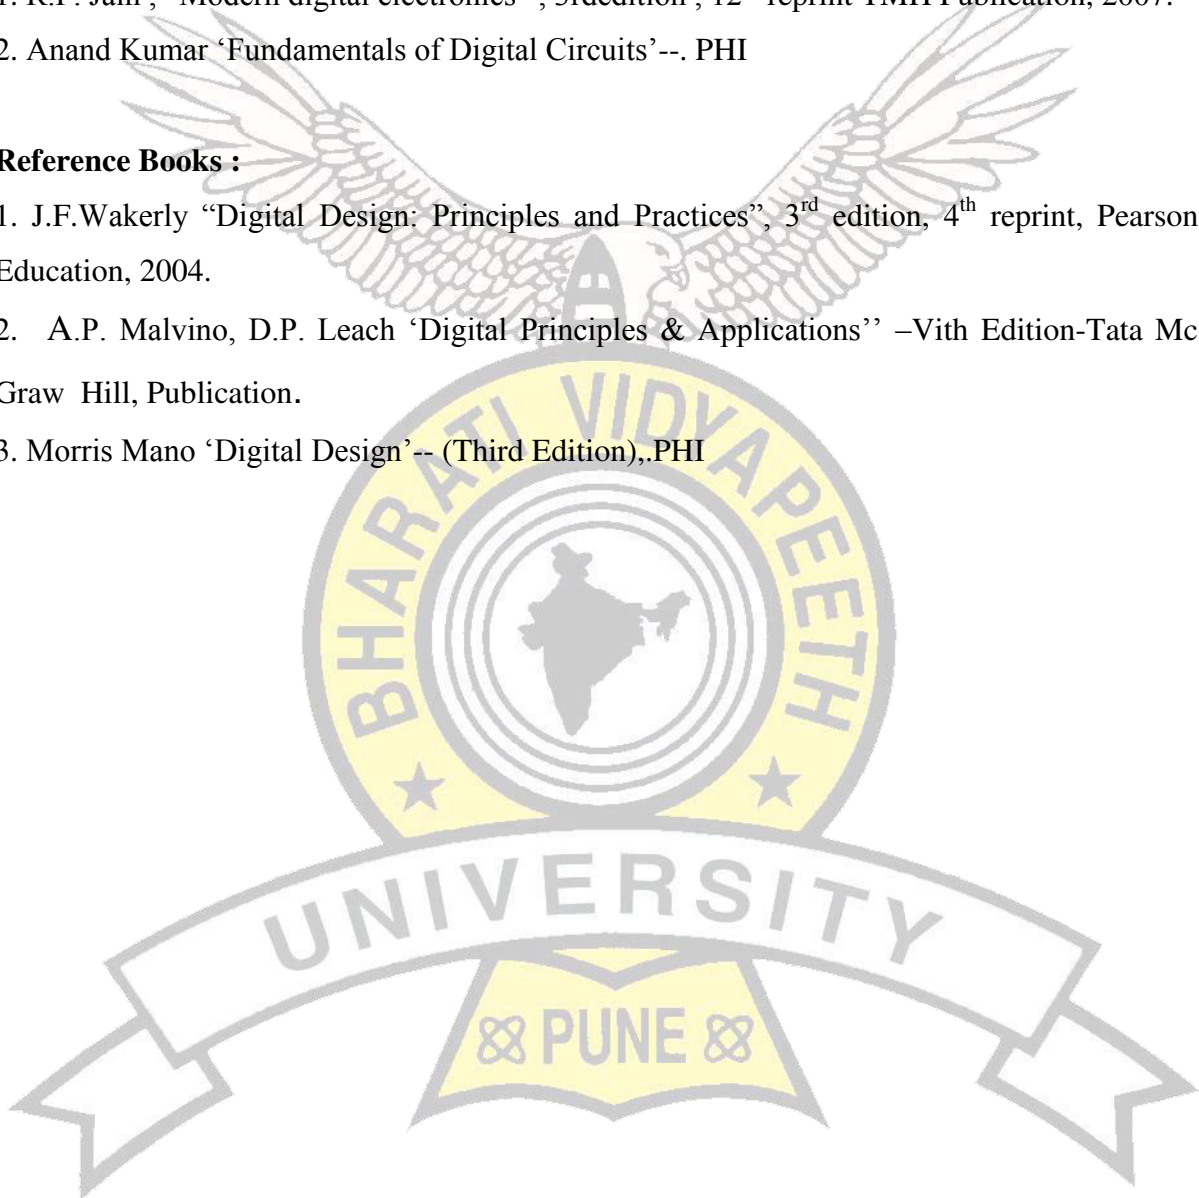 1. R.P. Jain , "Modern digital electronics" , 3rdedition , 12th reprint TMH Publication, 2007.
2. Anand Kumar ‘Fundamentals of Digital Circuits’--. PHI
Reference Books :
1. J.F.Wakerly “Digital Design: Principles and Practices”, 3rd edition, 4th reprint, Pearson
Education, 2004.
2. A.P. Malvino, D.P. Leach ‘Digital Principles & Applications’’ –Vith Edition-Tata Mc
Graw Hill, Publication.
3. Morris Mano ‘Digital Design’-- (Third Edition),.PHI
BHARATI VIDYAPEETH
UNIVERSITY
PUNE